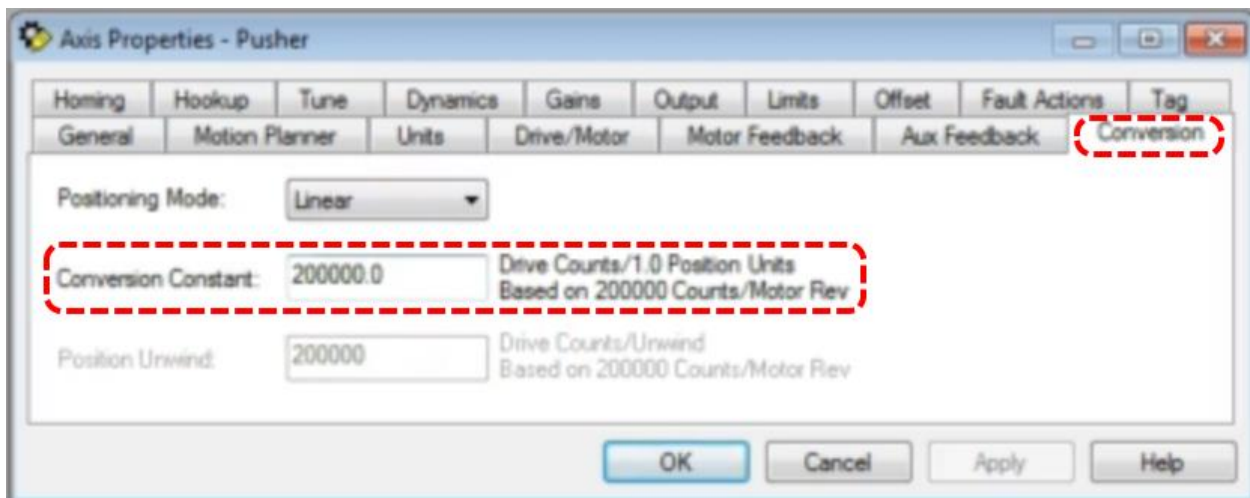 Axis Properties - Pusher
Homing Hookup Tune Dynamics Gains Output Limits Offset Fault Actions Tag
General Motion Planner Units Drive/Motor Motor Feedback Aux Feedback Conversion
Positioning Mode: Linear
Conversion Constant: 200000.0 Drive Counts/1.0 Position Units
Based on 200000 Counts/Motor Rev
Position Unwind: 200000 Drive Counts/Unwind
Based on 200000 Counts/Motor Rev
OK Cancel Apply Help